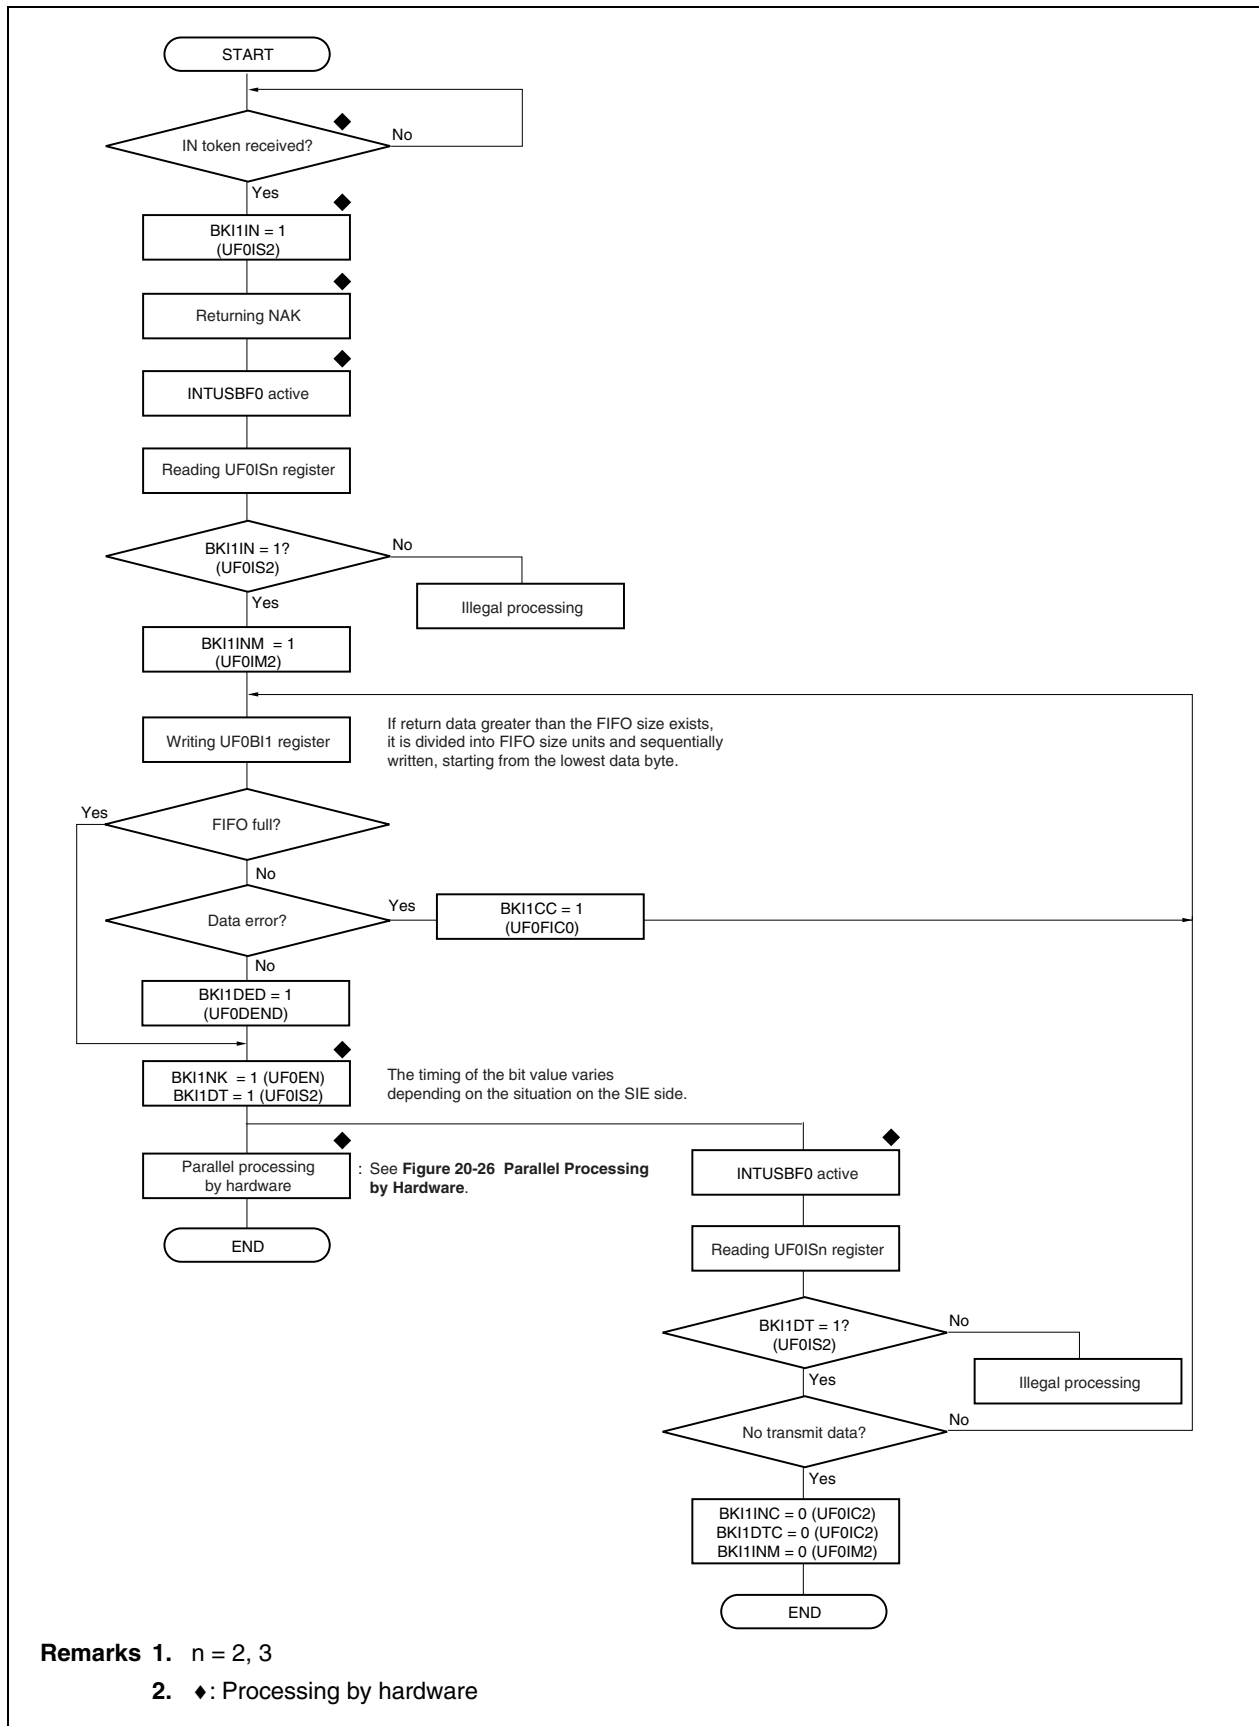 START
IN token received?
No
Yes
BKI1IN = 1
(UF0IS2)
Returning NAK
INTUSBF0 active
Reading UF0ISn register
BKI1IN = 1?
(UF0IS2)
No
Illegal processing
Yes
BKI1INM = 1
(UF0IM2)
Writing UF0BI1 register
If return data greater than the FIFO size exists,
it is divided into FIFO size units and sequentially
written, starting from the lowest data byte.
Yes
FIFO full?
No
Data error?
Yes
BKI1CC = 1
(UF0FIC0)
No
BKI1DED = 1
(UF0DEND)
BKI1NK = 1 (UF0EN)
BKI1DT = 1 (UF0IS2)
The timing of the bit value varies
depending on the situation on the SIE side.
Parallel processing
by hardware
: See Figure 20-26 Parallel Processing
by Hardware.
END
INTUSBF0 active
Reading UF0ISn register
BKI1DT = 1?
(UF0IS2)
No
Illegal processing
Yes
No transmit data?
No
Yes
BKI1INC = 0 (UF0IC2)
BKI1DTC = 0 (UF0IC2)
BKI1INM = 0 (UF0IM2)
END
Remarks 1. n = 2, 3
2. ♦: Processing by hardware